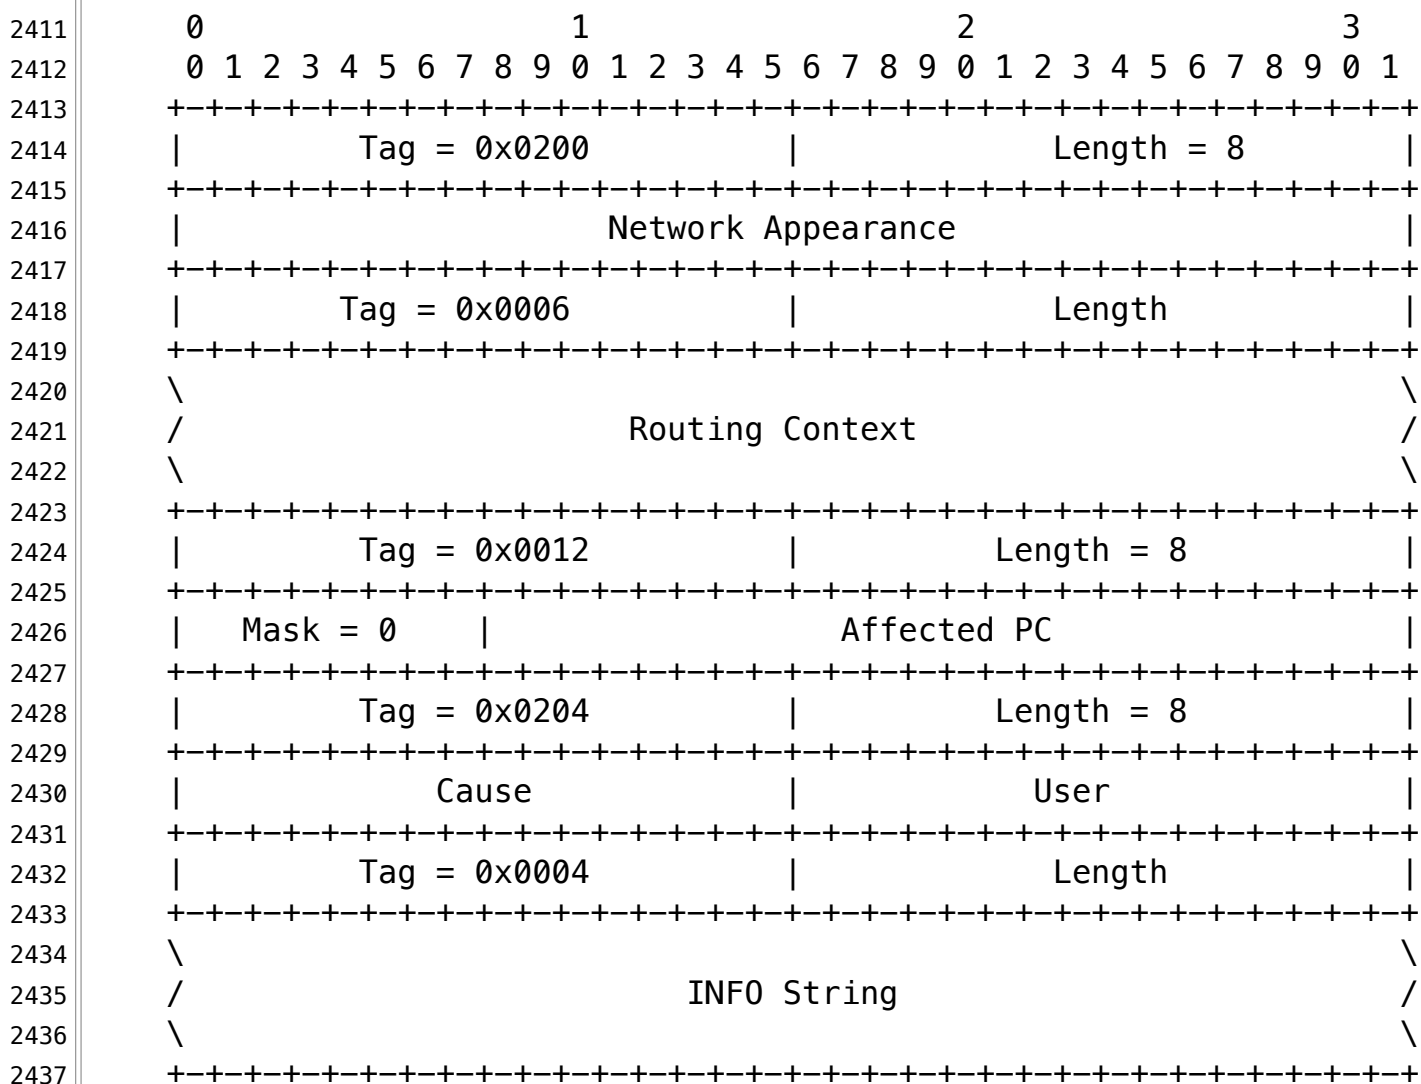 2411      0                   1                   2                   3
2412      0 1 2 3 4 5 6 7 8 9 0 1 2 3 4 5 6 7 8 9 0 1 2 3 4 5 6 7 8 9 0 1
2413     +-+-+-+-+-+-+-+-+-+-+-+-+-+-+-+-+-+-+-+-+-+-+-+-+-+-+-+-+-+-+-+-+
2414     |         Tag = 0x0200          |             Length = 8        |
2415     +-+-+-+-+-+-+-+-+-+-+-+-+-+-+-+-+-+-+-+-+-+-+-+-+-+-+-+-+-+-+-+-+
2416     |                      Network Appearance                       |
2417     +-+-+-+-+-+-+-+-+-+-+-+-+-+-+-+-+-+-+-+-+-+-+-+-+-+-+-+-+-+-+-+-+
2418     |        Tag = 0x0006           |             Length            |
2419     +-+-+-+-+-+-+-+-+-+-+-+-+-+-+-+-+-+-+-+-+-+-+-+-+-+-+-+-+-+-+-+-+
2420     \                                                               \
2421     /                       Routing Context                         /
2422     \                                                               \
2423     +-+-+-+-+-+-+-+-+-+-+-+-+-+-+-+-+-+-+-+-+-+-+-+-+-+-+-+-+-+-+-+-+
2424     |         Tag = 0x0012          |          Length = 8           |
2425     +-+-+-+-+-+-+-+-+-+-+-+-+-+-+-+-+-+-+-+-+-+-+-+-+-+-+-+-+-+-+-+-+
2426     |   Mask = 0    |                  Affected PC                  |
2427     +-+-+-+-+-+-+-+-+-+-+-+-+-+-+-+-+-+-+-+-+-+-+-+-+-+-+-+-+-+-+-+-+
2428     |         Tag = 0x0204          |          Length = 8           |
2429     +-+-+-+-+-+-+-+-+-+-+-+-+-+-+-+-+-+-+-+-+-+-+-+-+-+-+-+-+-+-+-+-+
2430     |             Cause             |            User               |
2431     +-+-+-+-+-+-+-+-+-+-+-+-+-+-+-+-+-+-+-+-+-+-+-+-+-+-+-+-+-+-+-+-+
2432     |         Tag = 0x0004          |             Length            |
2433     +-+-+-+-+-+-+-+-+-+-+-+-+-+-+-+-+-+-+-+-+-+-+-+-+-+-+-+-+-+-+-+-+
2434     \                                                               \
2435     /                          INFO String                          /
2436     \                                                               \
2437     +-+-+-+-+-+-+-+-+-+-+-+-+-+-+-+-+-+-+-+-+-+-+-+-+-+-+-+-+-+-+-+-+